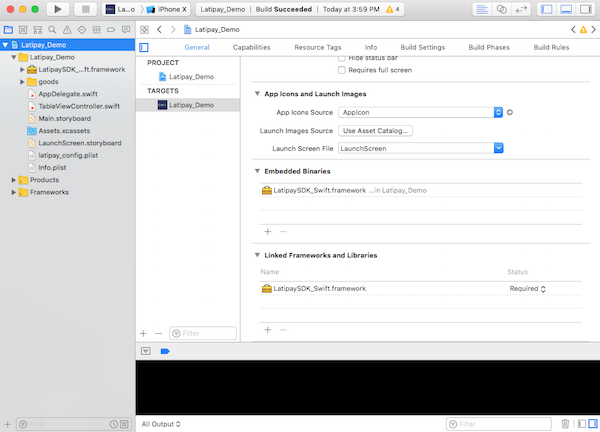 La...o
iPhone X
Latipay_Demo
Build Succeeded
Today at 3:59 PM
4
Latipay_Demo
Latipay_Demo
General
Capabilities
Resource Tags
Info
Build Settings
Build Phases
Build Rules
Latipay_Demo
LatipaySDK_...ft.framework
goods
AppDelegate.swift
TableViewController.swift
Main.storyboard
Assets.xcassets
LaunchScreen.storyboard
latipay_config.plist
Info.plist
Products
Frameworks
Filter
PROJECT
Latipay_Demo
TARGETS
Latipay_Demo
Filter
Hide status bar
Requires full screen
App Icons and Launch Images
App Icons Source
AppIcon
Launch Images Source
Use Asset Catalog...
Launch Screen File
LaunchScreen
Embedded Binaries
LatipaySDK_Swift.framework ...in Latipay_Demo
Linked Frameworks and Libraries
Name
Status
LatipaySDK_Swift.framework
Required
All Output
Filter